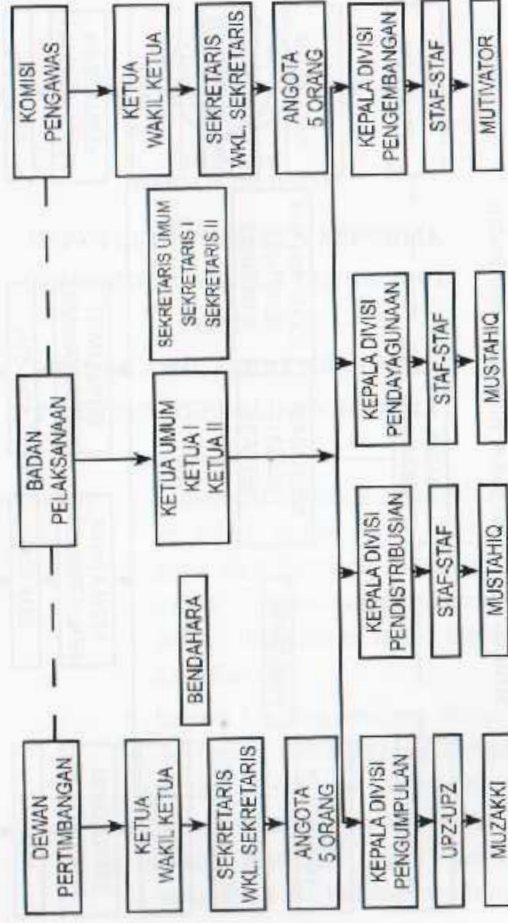 DEWAN
PERTIMBANGAN
BADAN
PELAKSANAAN
KOMISI
PENGAWAS
KETUA
WAKIL KETUA
KETUA UMUM
KETUA I
KETUA II
SEKRETARIS UMUM
SEKRETARIS I
SEKRETARIS II
KETUA
WAKIL KETUA
BENDAHARA
SEKRETARIS
WKL. SEKRETARIS
SEKRETARIS
WKL. SEKRETARIS
ANGOTA
5 ORANG
ANGOTA
5 ORANG
KEPALA DIVISI
PENGUMPULAN
KEPALA DIVISI
PENDISTRIBUSIAN
KEPALA DIVISI
PENDAYAGUNAAN
KEPALA DIVISI
PENGEMBANGAN
UPZ-UPZ
STAF-STAF
STAF-STAF
STAF-STAF
MUZAKKI
MUSTAHIQ
MUSTAHIQ
MUTIVATOR